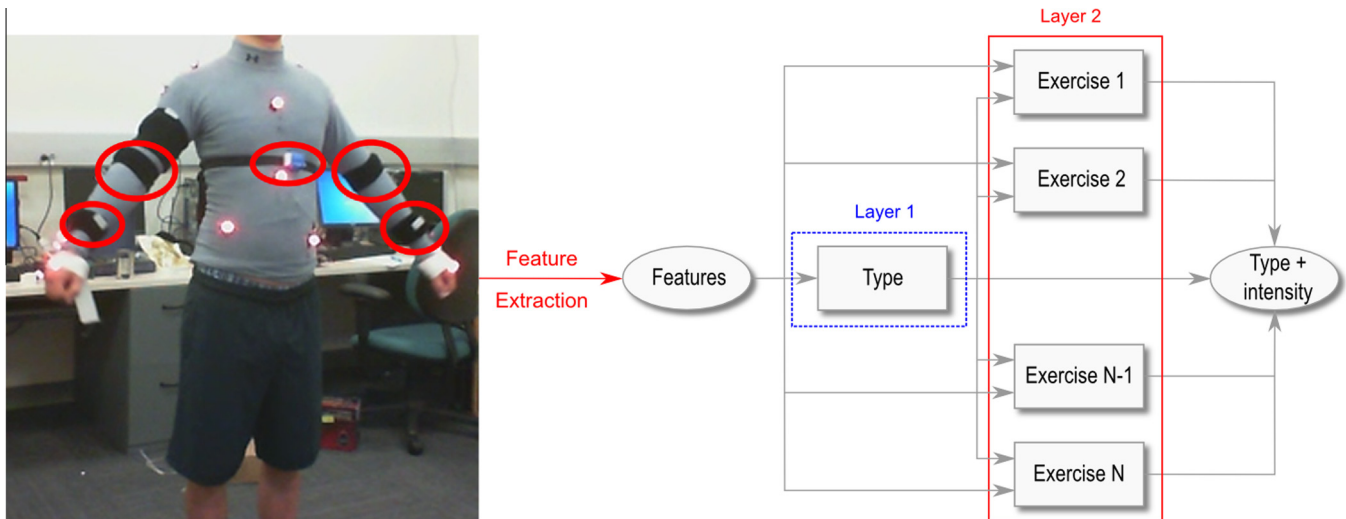 Layer 2
Exercise 1
Exercise 2
Layer 1
Feature
Extraction
Features
Type
Type +
intensity
Exercise N-1
Exercise N